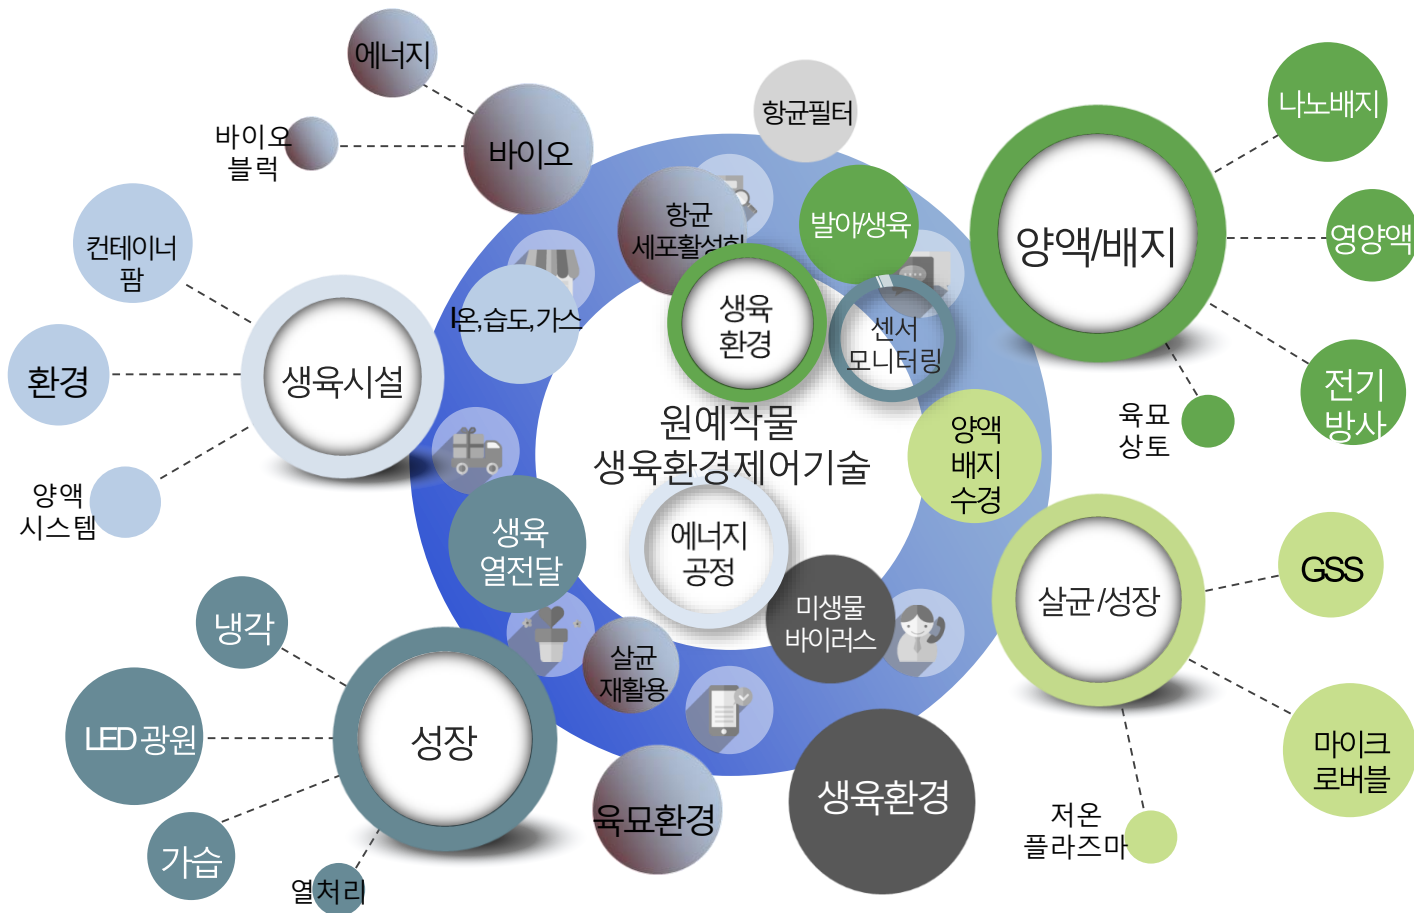 에너지
바이오
블럭
바이오
항균필터
나노배지
항균
세포활성화
발아/생육
양액/배지
영양액
컨테이너
팜
온, 습도, 가스
생육
환경
센서
모니터링
환경
생육시설
전기
방사
육묘
상토
원예작물
생육환경제어기술
양액
배지
수경
양액
시스템
생육
열전달
에너지
공정
살균 /성장
GSS
미생물
바이러스
냉각
살균
재활용
LED 광원
성장
마이크
로버블
생육환경
육묘환경
저온
플라즈마
가습
열처리